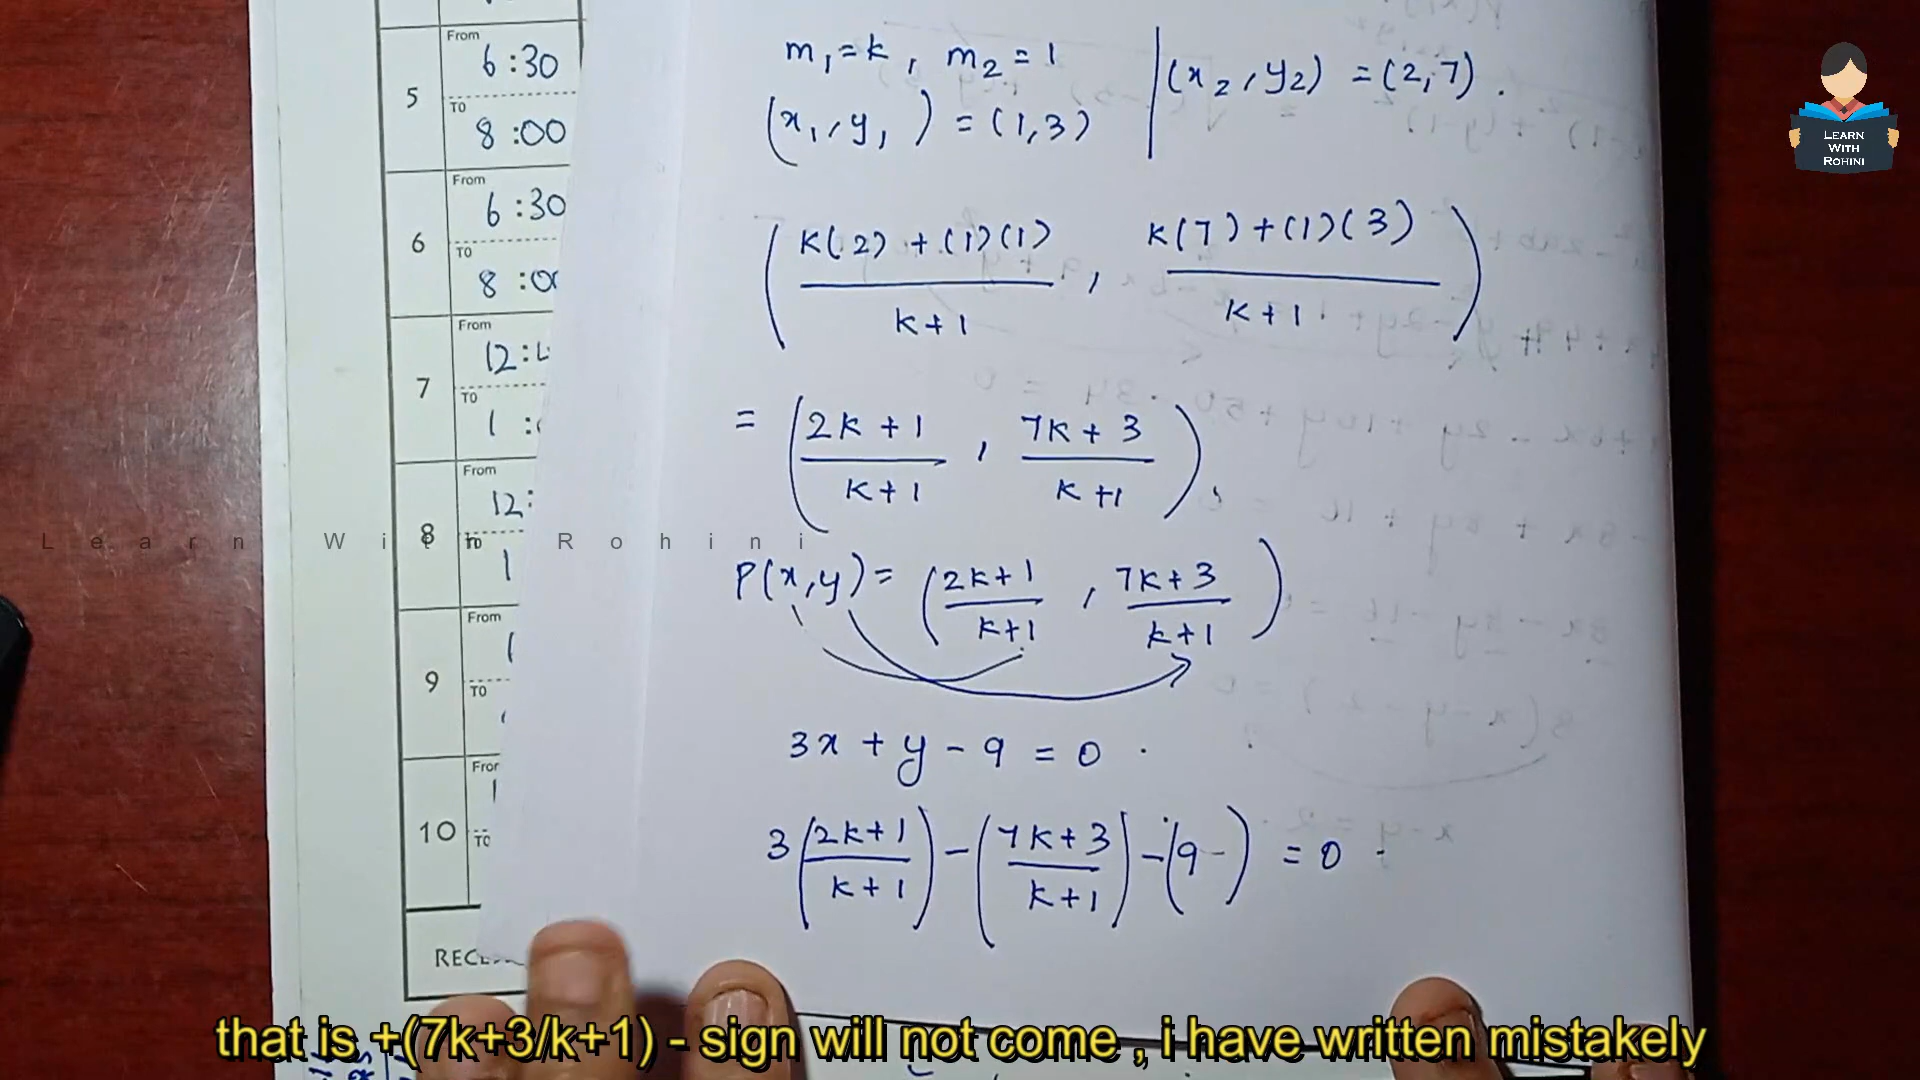 m₁ = k, m₂ = 1
(x₁, y₁) = (1, 3)
(x₂, y₂) = (2, 7).
( K(2) + (1)(1) / k+1 , k(7) + (1)(3) / k+1 )
= ( 2k+1 / k+1 , 7k+3 / k+1 ),
P(x, y) = ( 2k+1 / k+1 , 7k+3 / k+1 )
3x + y - 9 = 0
3 ( 2k+1 / k+1 ) - ( 7k+3 / k+1 ) - (9 - ) = 0
that is +(7k+3/k+1) - sign will not come , i have written mistakely
LEARN
WITH
ROHINI
Learn With Rohini
5
From
6:30
TO
8:00
6
From
6:30
TO
7
From
TO
8
From
TO
9
From
TO
10
TO